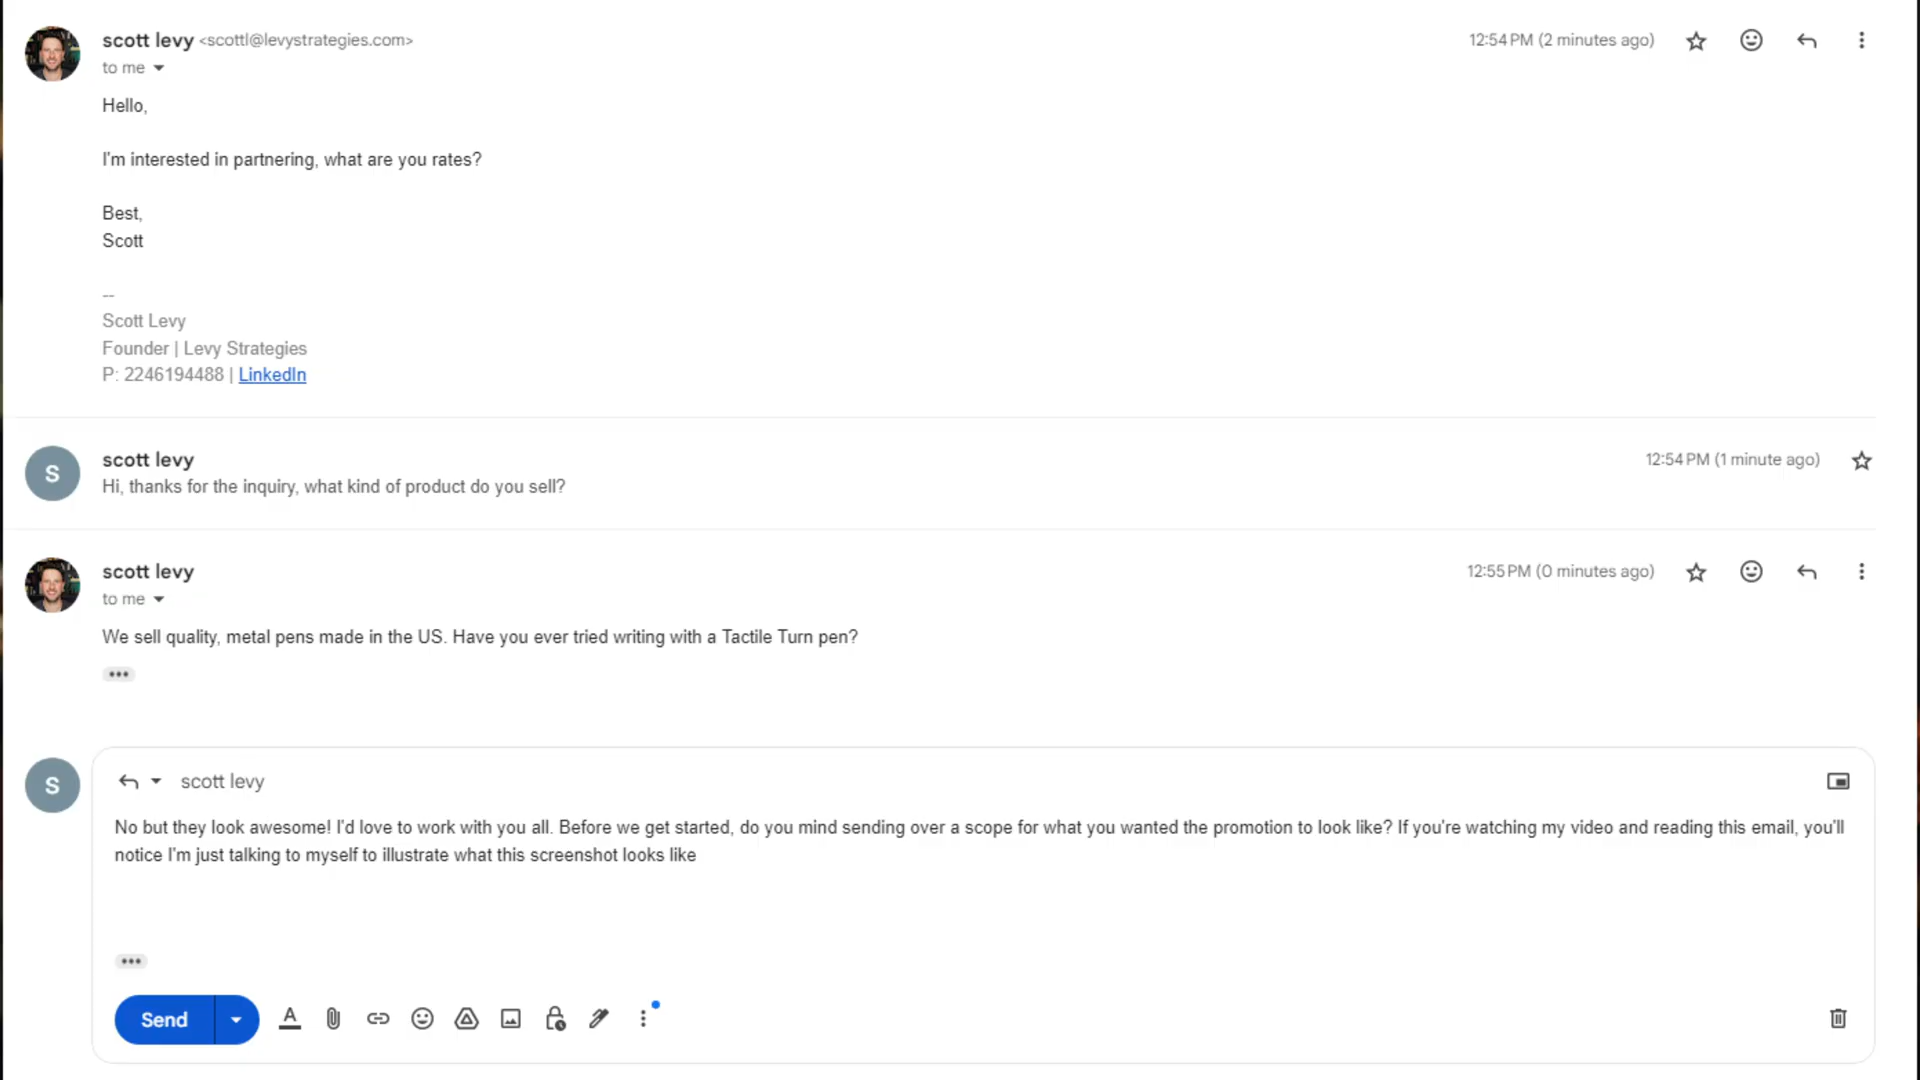 scott levy <scottl@levystrategies.com>
12:54 PM (2 minutes ago)
to me
Hello,
I'm interested in partnering, what are you rates?
Best,
Scott
--
Scott Levy
Founder | Levy Strategies
P: 2246194488 | LinkedIn
S
scott levy
12:54 PM (1 minute ago)
Hi, thanks for the inquiry, what kind of product do you sell?
scott levy
12:55 PM (0 minutes ago)
to me
We sell quality, metal pens made in the US. Have you ever tried writing with a Tactile Turn pen?
S
scott levy
No but they look awesome! I'd love to work with you all. Before we get started, do you mind sending over a scope for what you wanted the promotion to look like? If you're watching my video and reading this email, you'll
notice I'm just talking to myself to illustrate what this screenshot looks like
Send